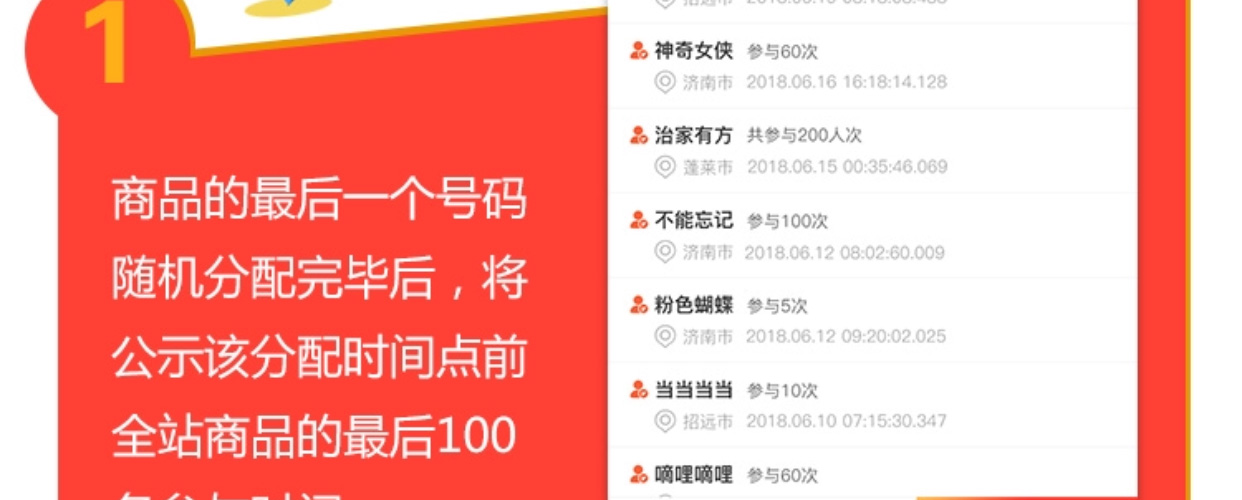 1
商品的最后一个号码
随机分配完毕后，将
公示该分配时间点前
全站商品的最后100
神奇女侠 参与60次
济南市 2018.06.16 16:18:14.128
治家有方 共参与200人次
蓬莱市 2018.06.15 00:35:46.069
不能忘记 参与100次
济南市 2018.06.12 08:02:60.009
粉色蝴蝶 参与5次
济南市 2018.06.12 09:20:02.025
当当当当 参与10次
招远市 2018.06.10 07:15:30.347
嘀哩嘀哩 参与60次